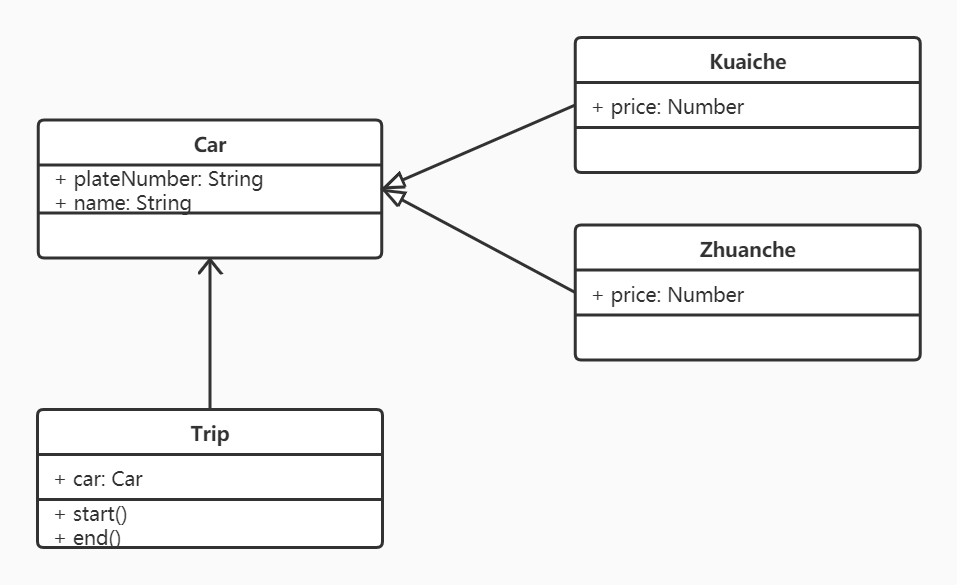 Car
+ plateNumber: String
+ name: String
Kuaiche
+ price: Number
Zhuanche
+ price: Number
Trip
+ car: Car
+ start()
+ end()